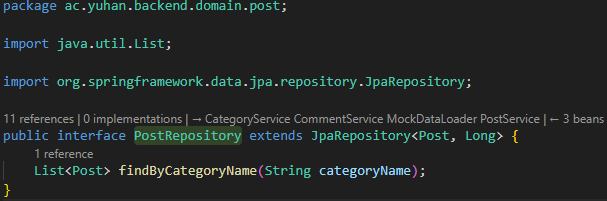 package ac.yuhan.backend.domain.post;
import java.util.List;
import org.springframework.data.jpa.repository.JpaRepository;
11 references | 0 implementations | → CategoryService CommentService MockDataLoader PostService | ← 3 beans
public interface PostRepository extends JpaRepository<Post, Long> {
1 reference
List<Post> findByCategoryName(String categoryName);
}